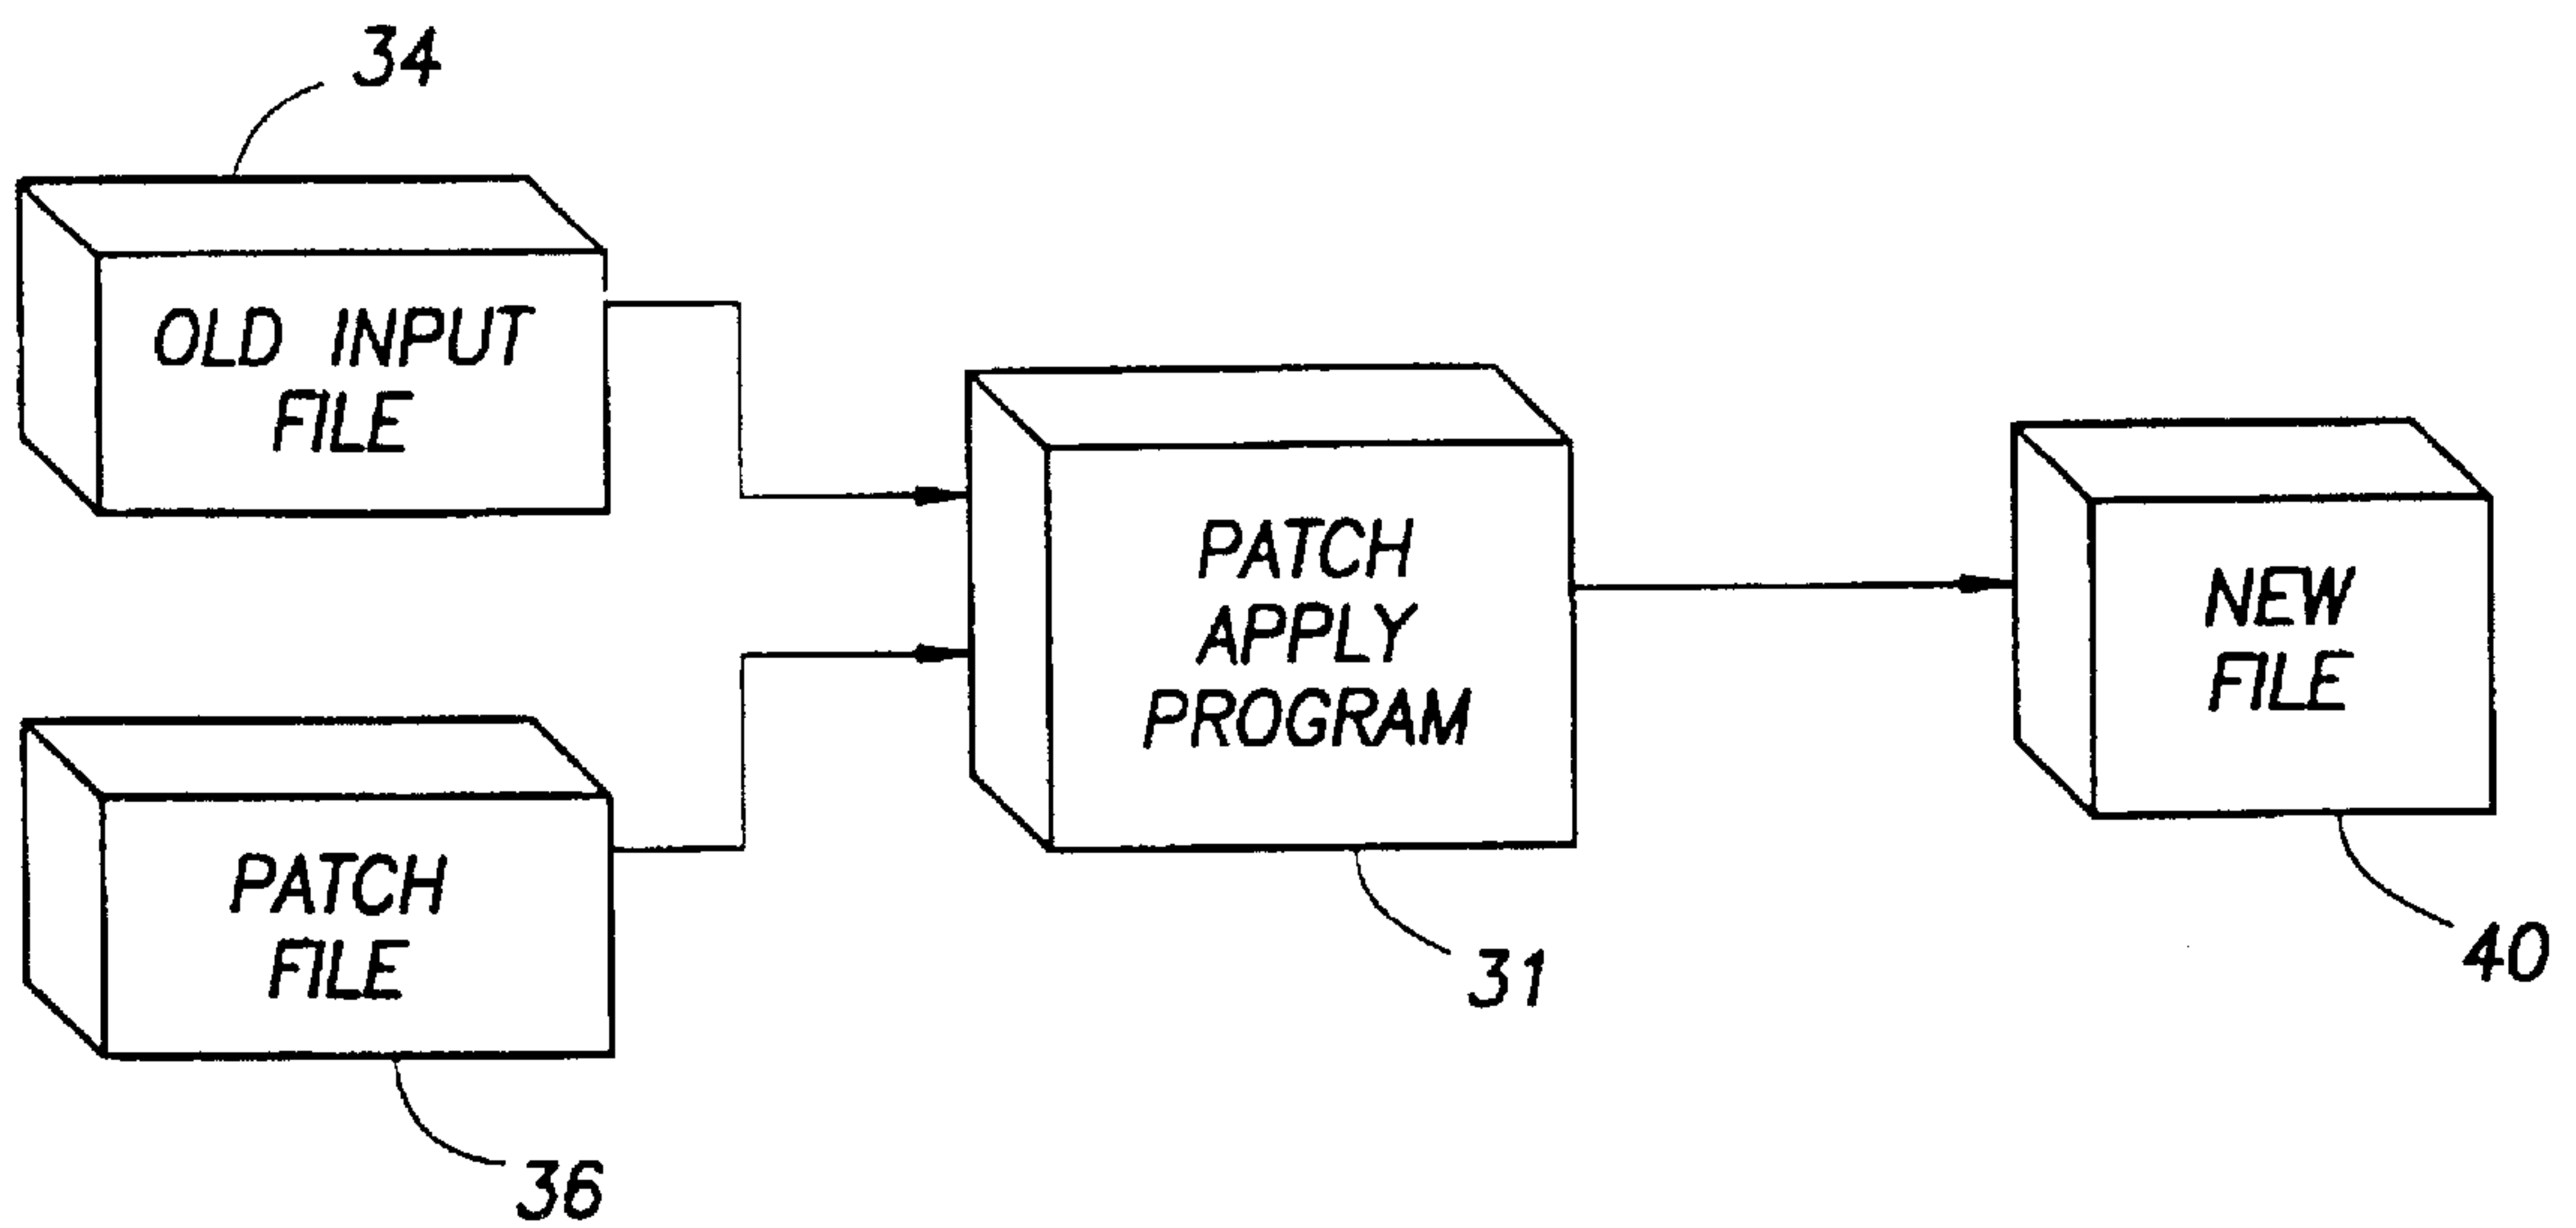 34
OLD INPUT
FILE
PATCH
FILE
36
PATCH
APPLY
PROGRAM
31
NEW
FILE
40